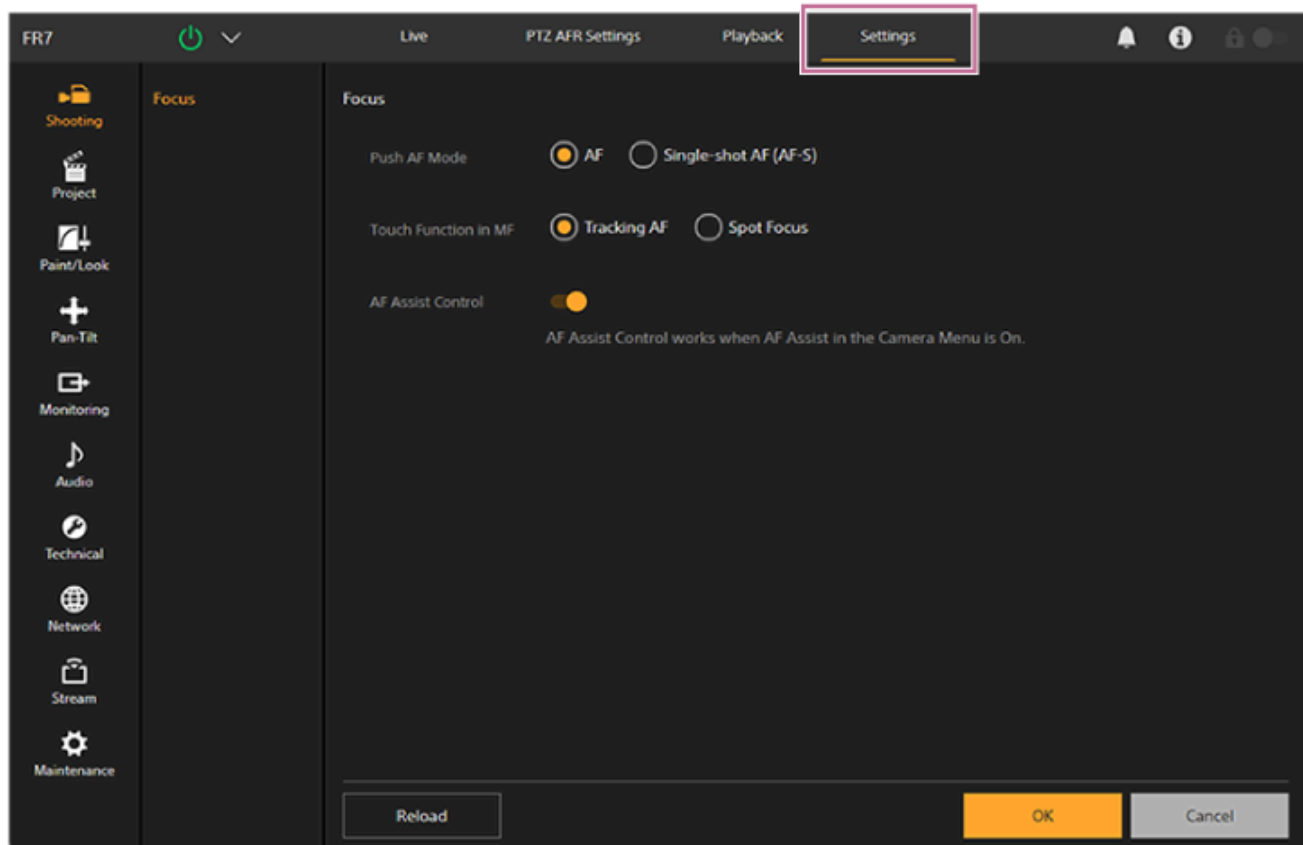 FR7 Live PTZ AFR Settings Playback Settings
Shooting
Project
Paint/Look
Pan-Tilt
Monitoring
Audio
Technical
Network
Stream
Maintenance
Focus
Focus
Push AF Mode AF Single-shot AF (AF-S)
Touch Function in MF Tracking AF Spot Focus
AF Assist Control
AF Assist Control works when AF Assist in the Camera Menu is On.
Reload OK Cancel